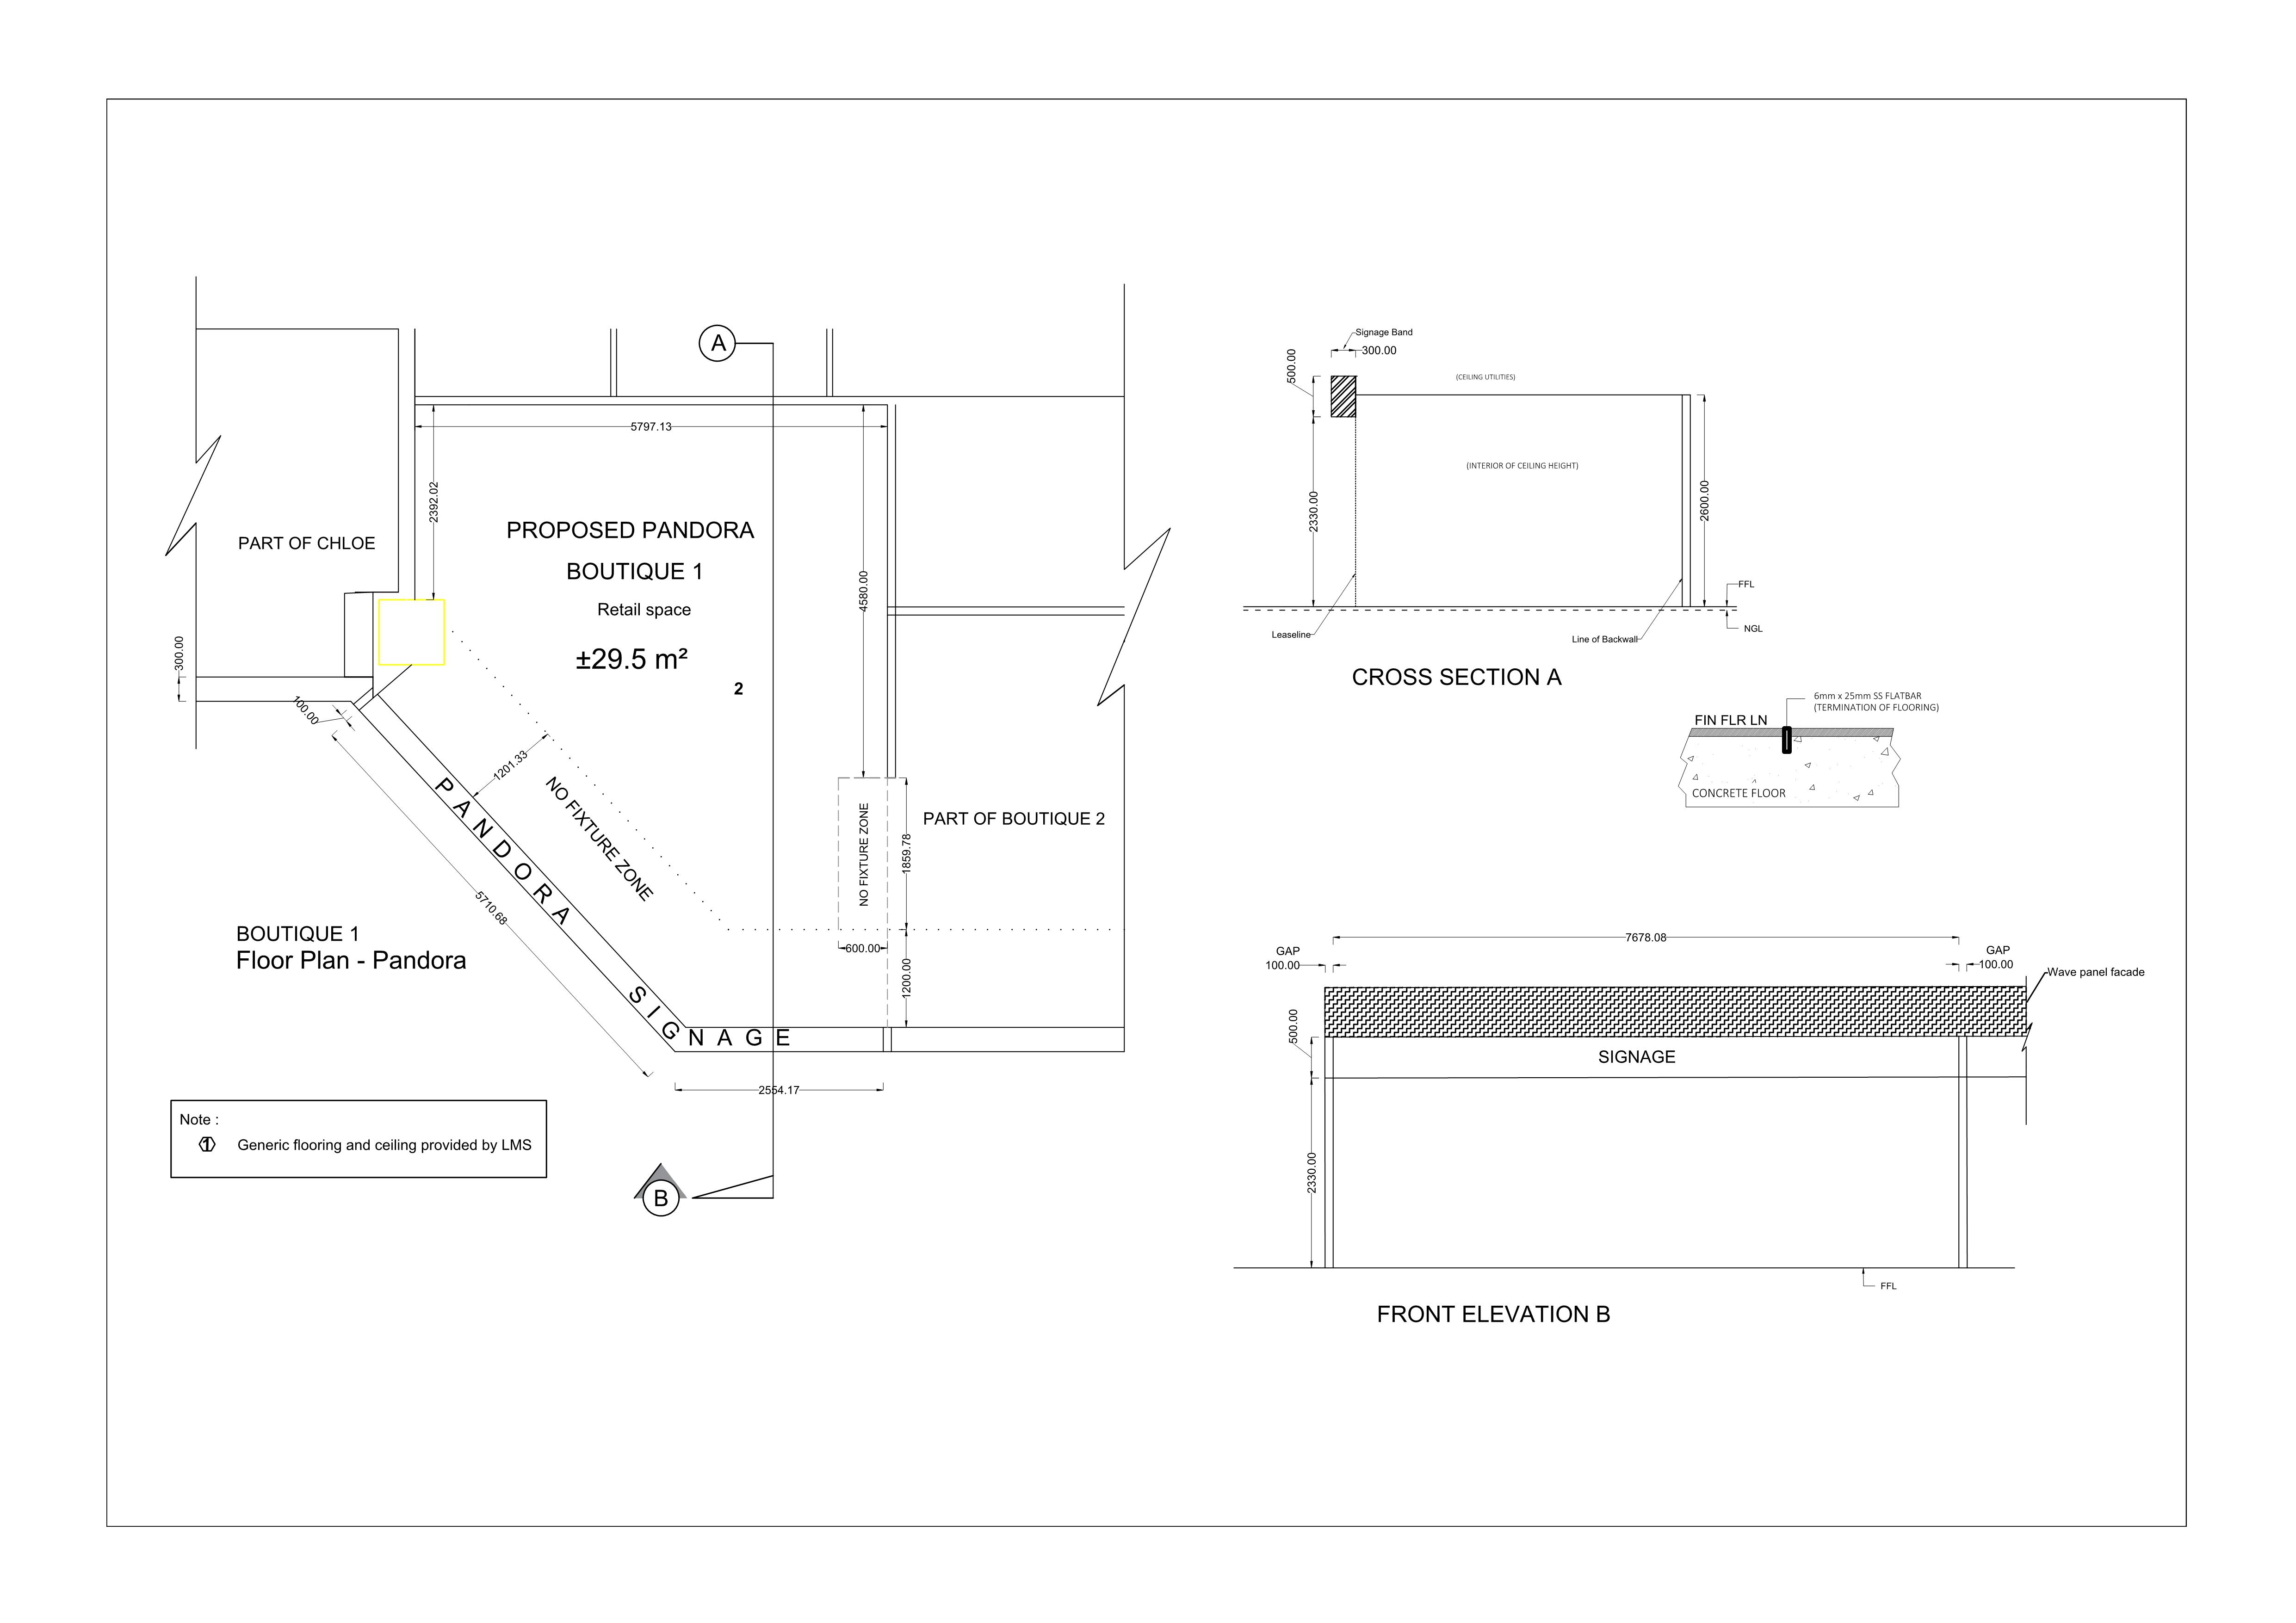 A
5797.13
2392.02
4580.00
PART OF CHLOE
PROPOSED PANDORA
BOUTIQUE 1
Retail space
±29.5 m²
2
300.00
100.00
1201.33
5710.68
NO FIXTURE ZONE
NO FIXTURE ZONE
1859.78
600.00
1200.00
PART OF BOUTIQUE 2
PANDORA SIGNAGE
2554.17
BOUTIQUE 1
Floor Plan - Pandora
Note :
1 Generic flooring and ceiling provided by LMS
B
Signage Band
300.00
500.00
(CEILING UTILITIES)
(INTERIOR OF CEILING HEIGHT)
2330.00
2600.00
FFL
NGL
Leaseline
Line of Backwall
CROSS SECTION A
6mm x 25mm SS FLATBAR
(TERMINATION OF FLOORING)
FIN FLR LN
CONCRETE FLOOR
7678.08
GAP
100.00
GAP
100.00
Wave panel facade
500.00
SIGNAGE
2330.00
FFL
FRONT ELEVATION B